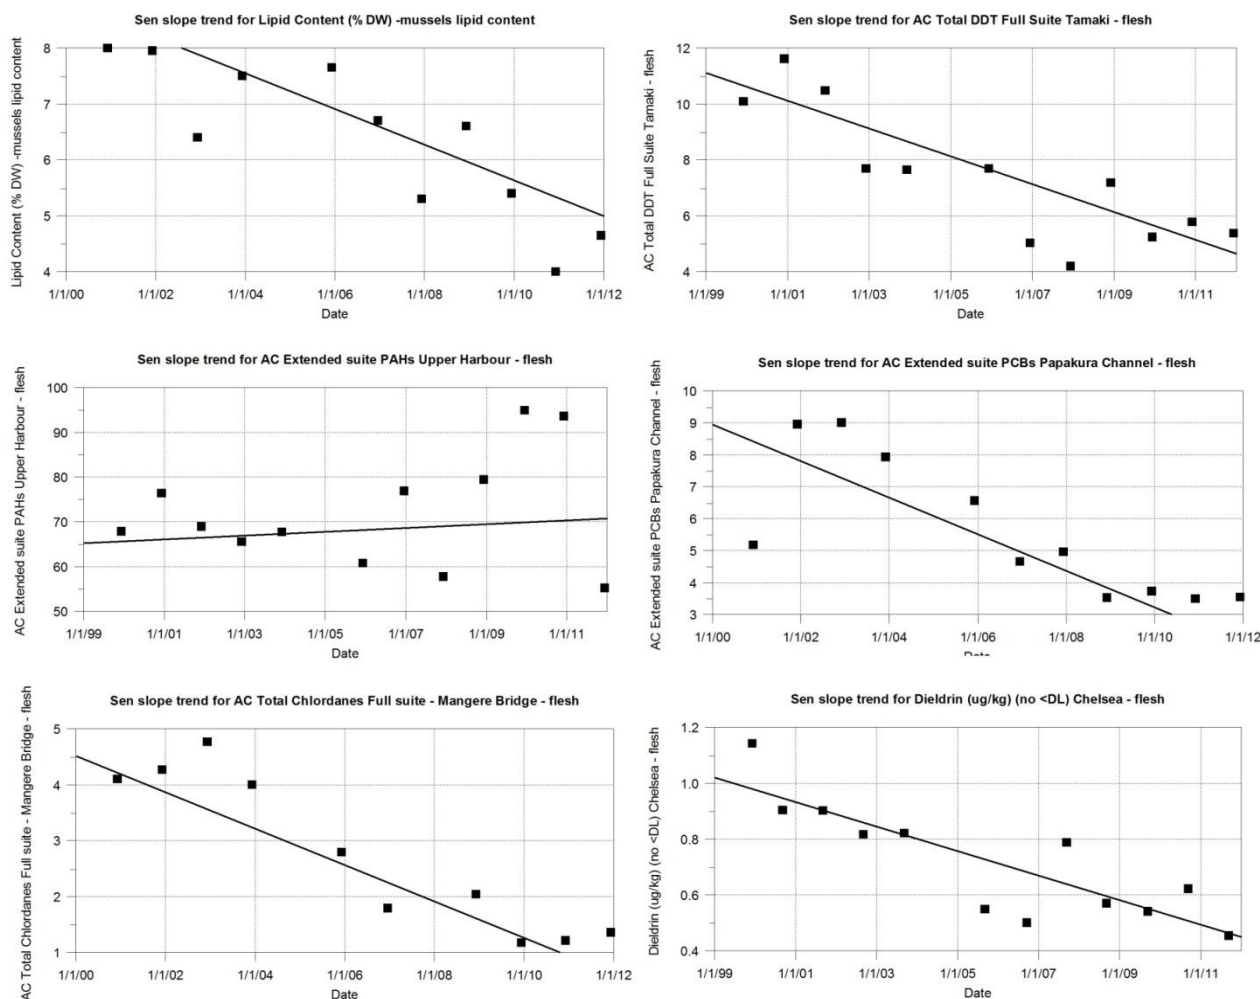 Sen slope trend for Lipid Content (% DW) -mussels lipid content
Lipid Content (% DW) -mussels lipid content
8
7
6
5
4
1/1/00 1/1/02 1/1/04 1/1/06 1/1/08 1/1/10 1/1/12
Date
Sen slope trend for AC Total DDT Full Suite Tamaki - flesh
AC Total DDT Full Suite Tamaki - flesh
12
10
8
6
4
1/1/99 1/1/01 1/1/03 1/1/05 1/1/07 1/1/09 1/1/11
Date
Sen slope trend for AC Extended suite PAHs Upper Harbour - flesh
AC Extended suite PAHs Upper Harbour - flesh
100
90
80
70
60
50
1/1/99 1/1/01 1/1/03 1/1/05 1/1/07 1/1/09 1/1/11
Date
Sen slope trend for AC Extended suite PCBs Papakura Channel - flesh
AC Extended suite PCBs Papakura Channel - flesh
10
9
8
7
6
5
4
3
1/1/00 1/1/02 1/1/04 1/1/06 1/1/08 1/1/10 1/1/12
Date
Sen slope trend for AC Total Chlordanes Full suite - Mangere Bridge - flesh
AC Total Chlordanes Full suite - Mangere Bridge - flesh
5
4
3
2
1
1/1/00 1/1/02 1/1/04 1/1/06 1/1/08 1/1/10 1/1/12
Date
Sen slope trend for Dieldrin (ug/kg) (no <DL) Chelsea - flesh
Dieldrin (ug/kg) (no <DL) Chelsea - flesh
1.2
1.0
0.8
0.6
0.4
1/1/99 1/1/01 1/1/03 1/1/05 1/1/07 1/1/09 1/1/11
Date